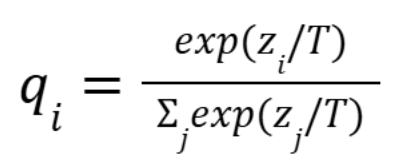 q_i = exp(z_i/T) / Σ_j exp(z_j/T)